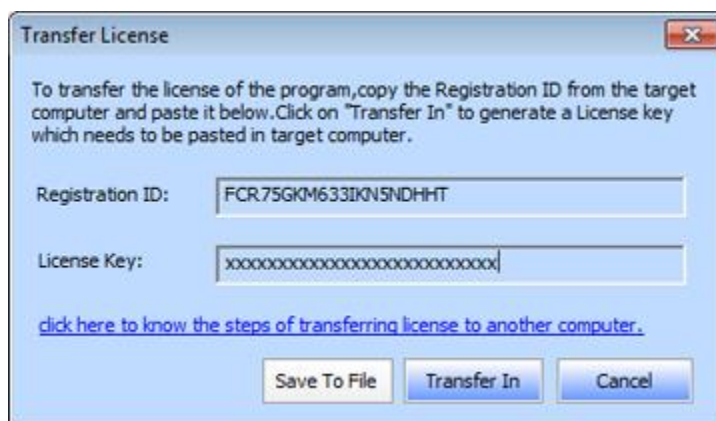 Transfer License
To transfer the license of the program,copy the Registration ID from the target
computer and paste it below.Click on "Transfer In" to generate a License key
which needs to be pasted in target computer.
Registration ID: FCR75GKM633IKN5NDHHT
License Key: xxxxxxxxxxxxxxxxxxxxxxxxxxx
click here to know the steps of transferring license to another computer.
Save To File Transfer In Cancel